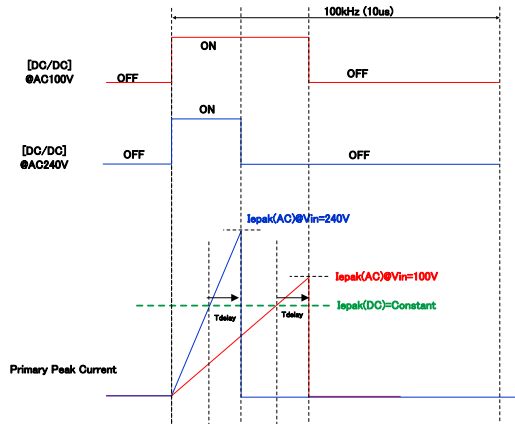 100kHz (10us)
[DC/DC]
@AC100V
OFF
ON
OFF
[DC/DC]
@AC240V
OFF
ON
OFF
Iepak(AC)@Vin=240V
Iepak(AC)@Vin=100V
Iepak(DC)=Constant
Tdelay
Tdelay
Primary Peak Current